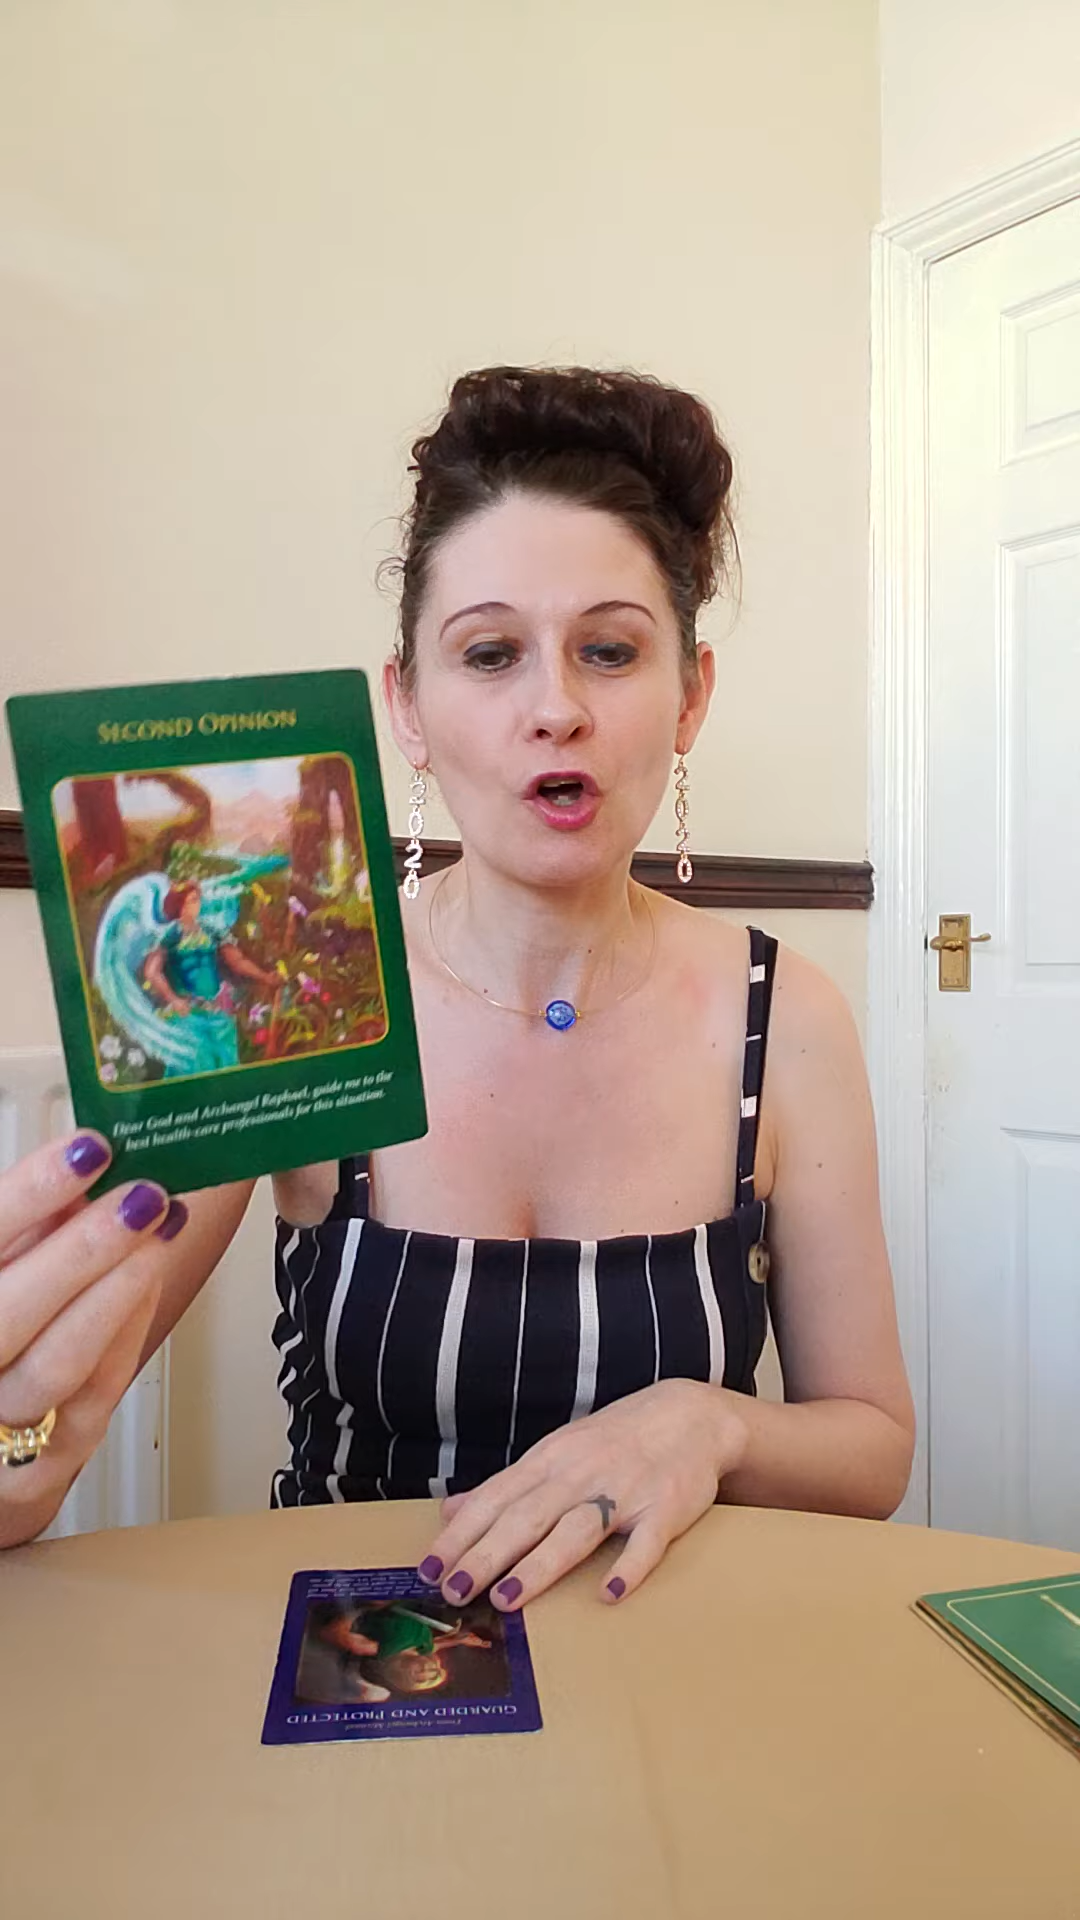 SECOND OPINION
Dear God and Archangel Raphael, guide me to the
best health-care professionals for this situation.
2020
2020
GUARDED AND PROTECTED
From Archangel Michael